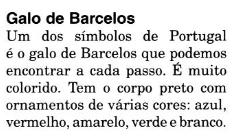 Galo de Barcelos
Um dos símbolos de Portugal
é o galo de Barcelos que podemos
encontrar a cada passo. É muito
colorido. Tem o corpo preto com
ornamentos de várias cores: azul,
vermelho, amarelo, verde e branco.